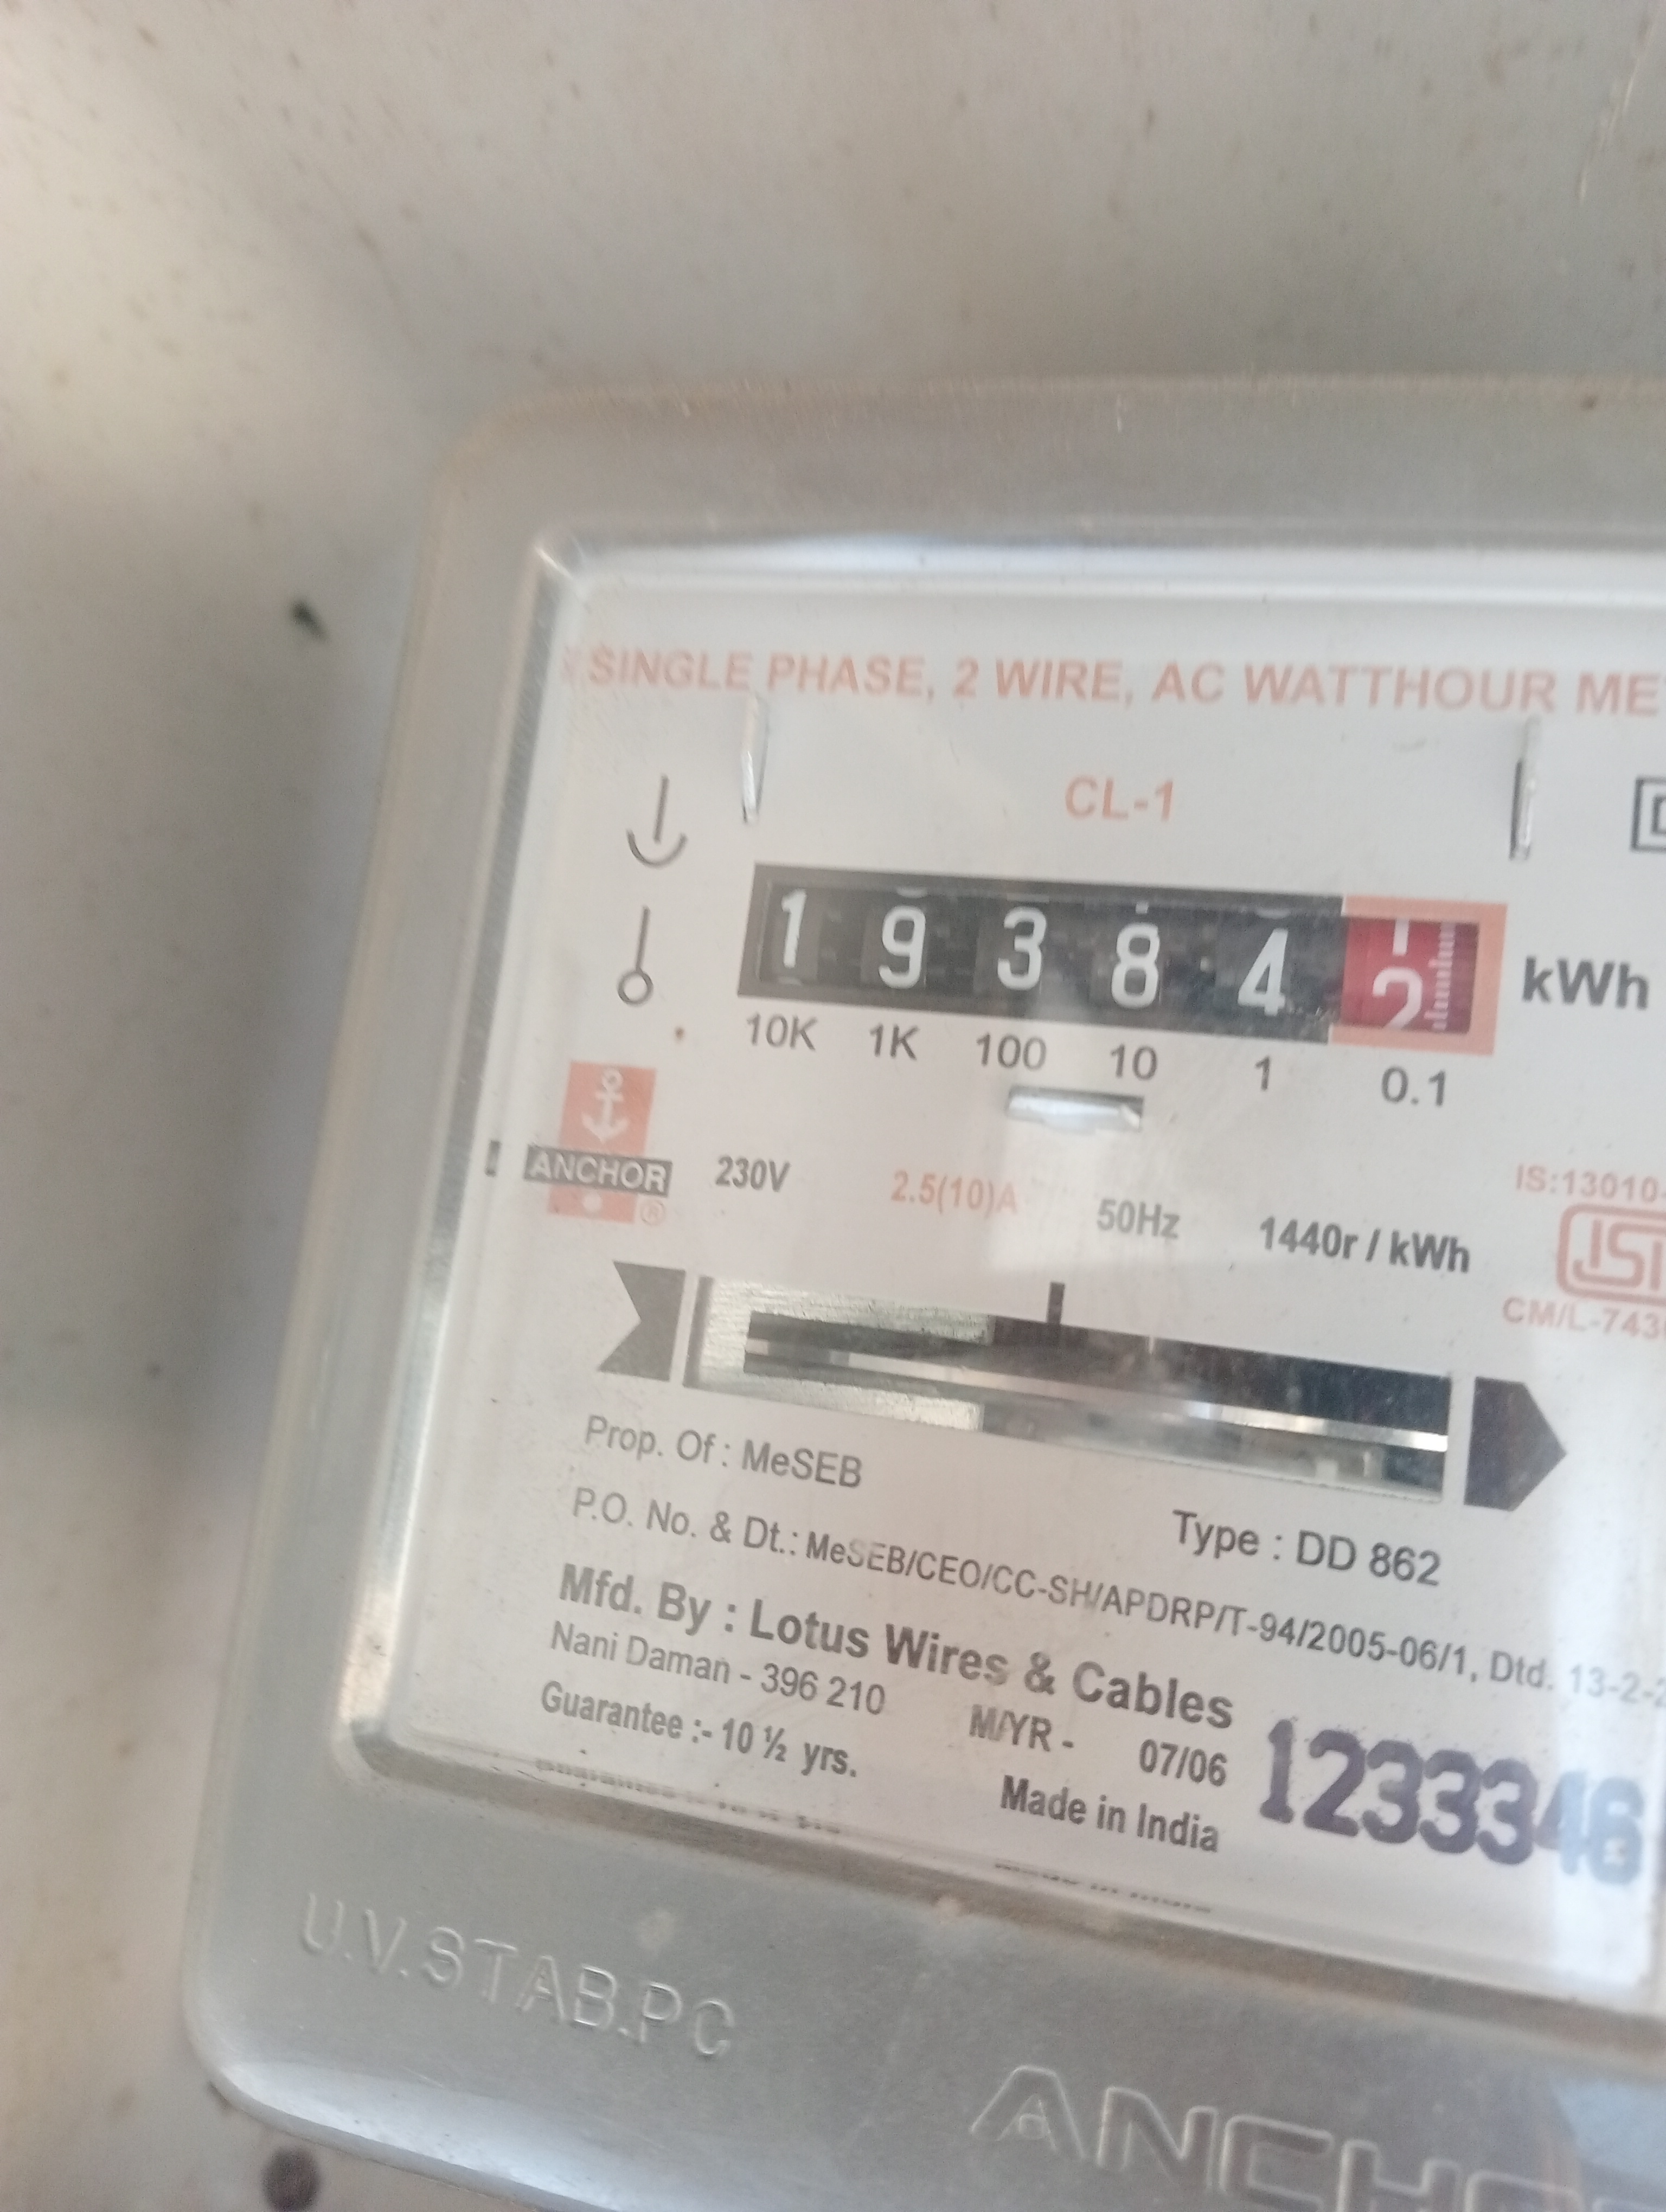 SINGLE PHASE, 2 WIRE, AC WATTHOUR ME
CL-1
1 9 3 8 4 2 kWh
10K 1K 100 10 1 0.1
ANCHOR ®
230V 2.5(10)A 50Hz 1440r / kWh
IS:13010-
ISI
CM/L-743
Prop. Of : MeSEB
Type : DD 862
P.O. No. & Dt.: MeSEB/CEO/CC-SH/APDRP/T-94/2005-06/1, Dtd. 13-2-
Mfd. By : Lotus Wires & Cables
Nani Daman - 396 210
M/YR - 07/06
Guarantee :- 10 ½ yrs.
Made in India
1233346
U.V.STAB.PC
ANCHO